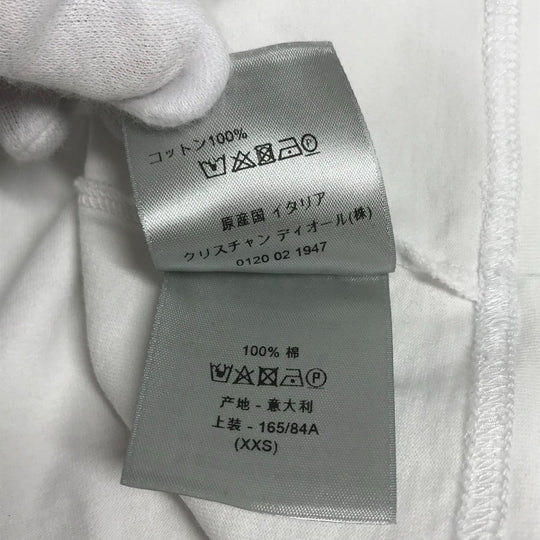 コットン100%
原産国 イタリア
クリスチャン ディオール(株)
0120 02 1947
100% 棉
P
产地 - 意大利
上装 - 165/84A
(XXS)